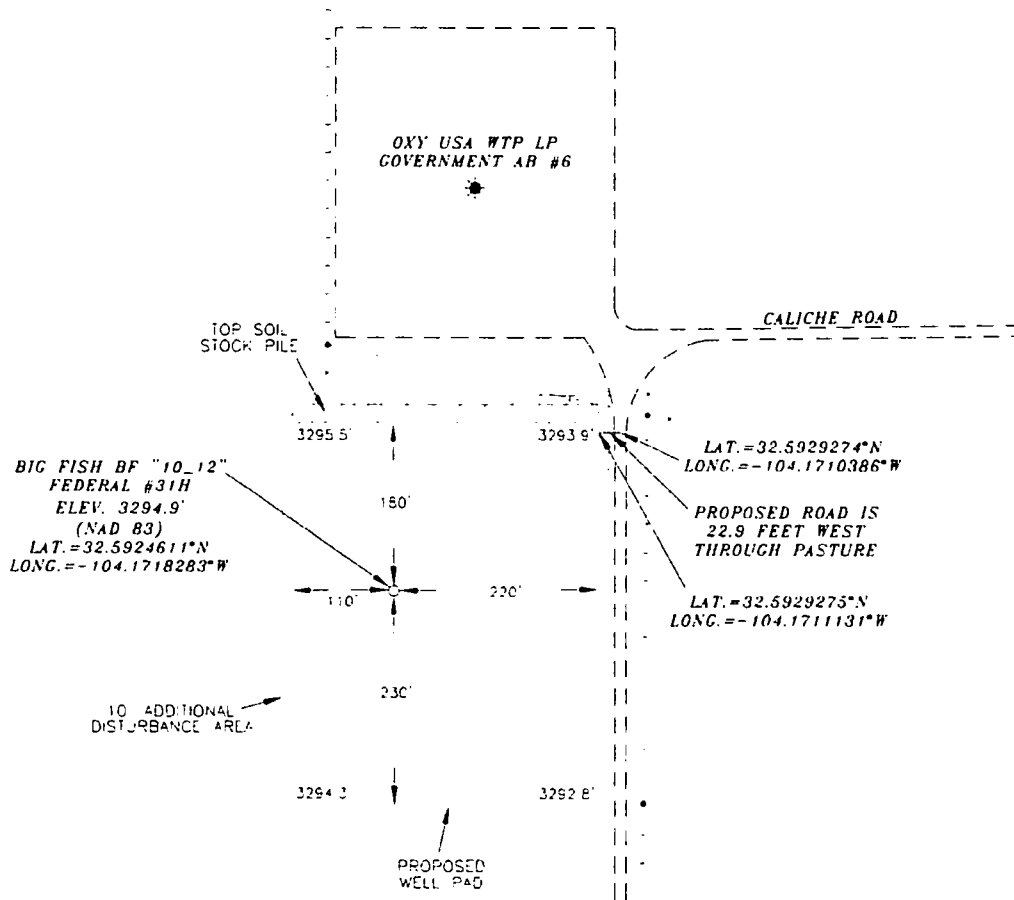 OXY USA WTP LP
GOVERNMENT AB #6
CALICHE ROAD
TOP SOIL
STOCK PILE
3295.5'
3293.9'
LAT.=32.5929274°N
LONG.=-104.1710386°W
BIG FISH BF "10_12"
FEDERAL #31H
ELEV. 3294.9'
(NAD 83)
LAT.=32.5924611°N
LONG.=-104.1718283°W
180'
PROPOSED ROAD IS
22.9 FEET WEST
THROUGH PASTURE
110'
220'
LAT.=32.5929275°N
LONG.=-104.1711131°W
230'
10 ADDITIONAL
DISTURBANCE AREA
3294.3
3292.8'
PROPOSED
WELL PAD